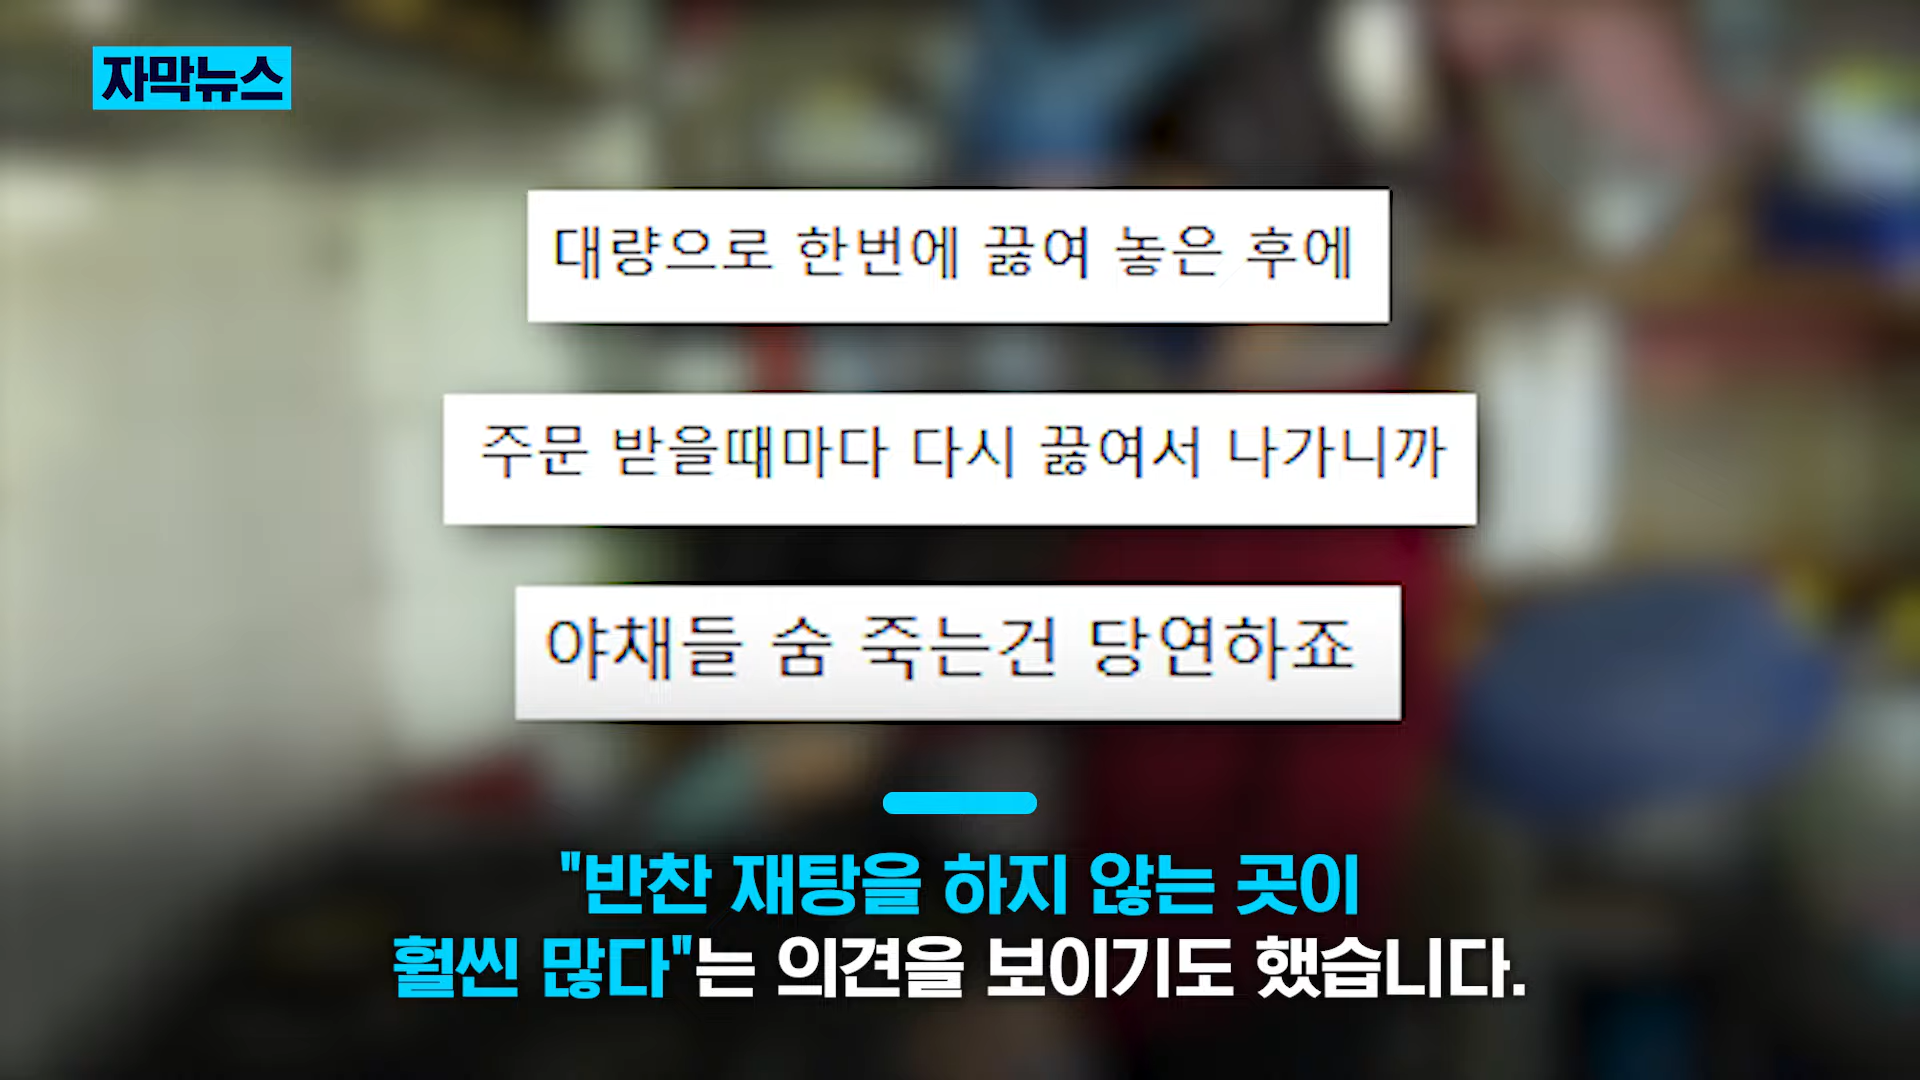 자막뉴스
대량으로 한번에 끓여 놓은 후에
주문 받을때마다 다시 끓여서 나가니까
야채들 숨 죽는건 당연하죠
"반찬 재탕을 하지 않는 곳이
훨씬 많다"는 의견을 보이기도 했습니다.